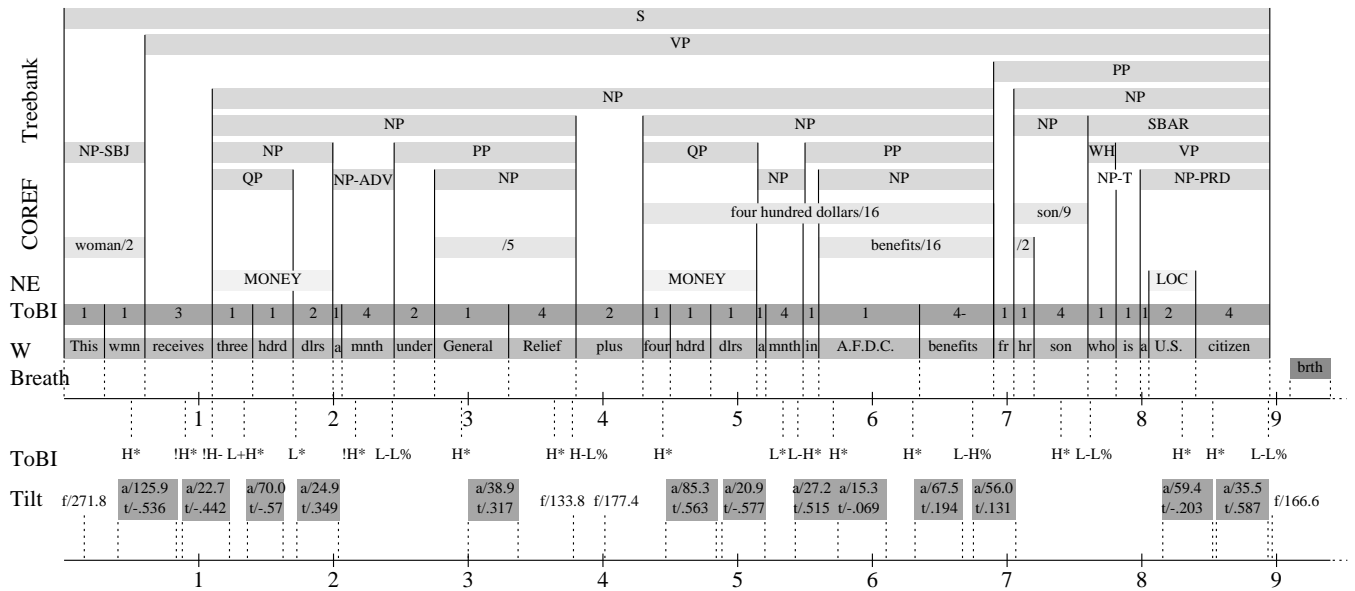 S
VP
PP
NP NP
NP NP NP SBAR
Treebank
NP-SBJ NP PP QP PP WH VP
QP NP-ADV NP NP NP NP-T NP-PRD
COREF
four hundred dollars/16 son/9
woman/2 /5 benefits/16 /2
NE MONEY MONEY LOC
ToBI 1 1 3 1 1 2 1 4 2 1 4 2 1 1 1 1 4 1 1 4- 1 1 4 1 1 1 2 4
W This wmn receives three hdrd dlrs a mnth under General Relief plus four hdrd dlrs a mnth in A.F.D.C. benefits fr hr son who is a U.S. citizen
Breath brth
1 2 3 4 5 6 7 8 9
ToBI H* !H* !H- L+H* L* !H* L-L% H* H* H-L% H* L* L-H* H* H* L-H% H* L-L% H* H* L-L%
Tilt f/271.8 a/125.9 a/22.7 a/70.0 a/24.9 a/38.9 f/133.8 f/177.4 a/85.3 a/20.9 a/27.2 a/15.3 a/67.5 a/56.0 a/59.4 a/35.5 f/166.6
t/-.536 t/-.442 t/-.57 t/.349 t/.317 t/.563 t/-.577 t/.515 t/-.069 t/.194 t/.131 t/-.203 t/.587
1 2 3 4 5 6 7 8 9